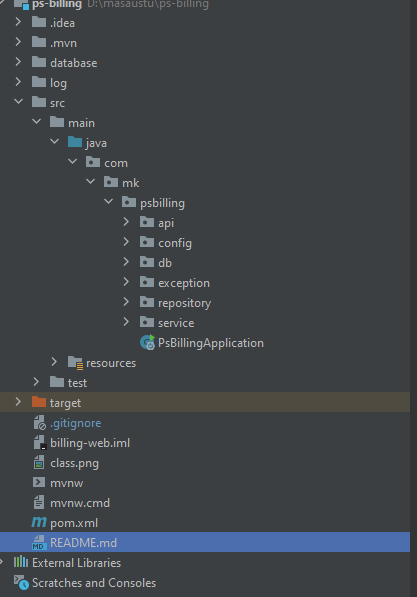 ps-billing D:\masaustu\ps-billing
.idea
.mvn
database
log
src
main
java
com
mk
psbilling
api
config
db
exception
repository
service
PsBillingApplication
resources
test
target
.gitignore
billing-web.iml
class.png
mvnw
mvnw.cmd
m pom.xml
MD README.md
External Libraries
Scratches and Consoles